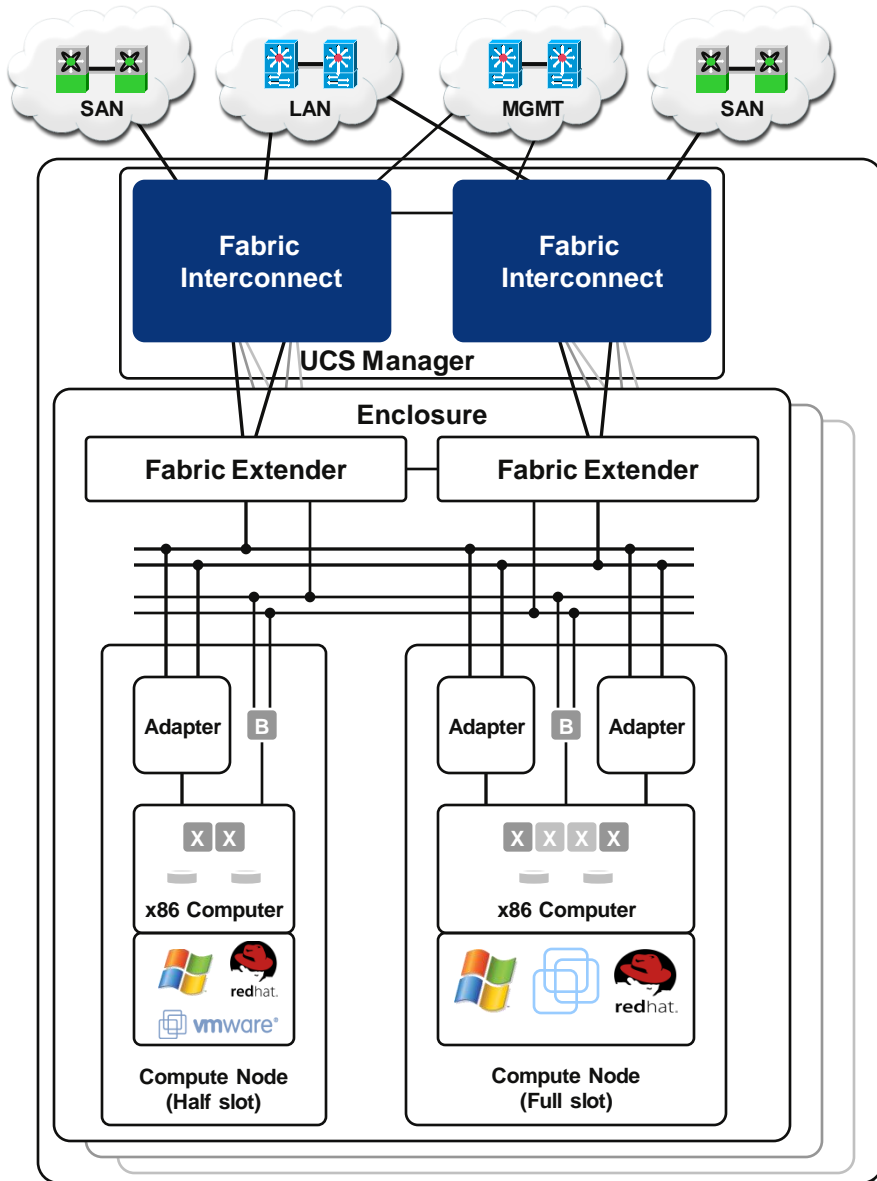 SAN
LAN
MGMT
SAN
Fabric
Interconnect
Fabric
Interconnect
UCS Manager
Enclosure
Fabric Extender
Fabric Extender
Adapter
B
Adapter
B
Adapter
X X
X X X X
x86 Computer
x86 Computer
redhat.
vmware®
redhat.
Compute Node
(Half slot)
Compute Node
(Full slot)